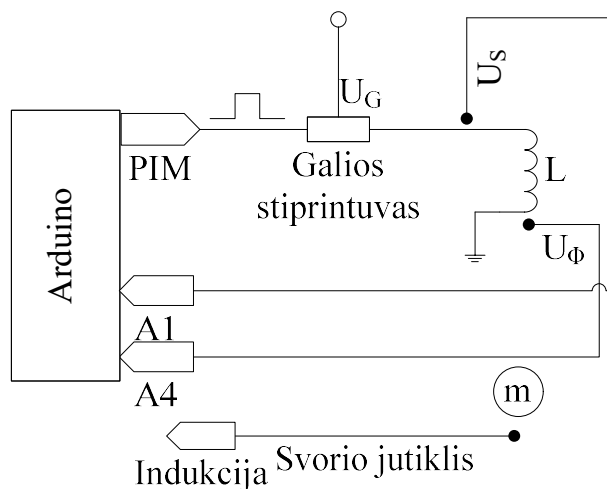 U_S
U_G
PIM
Galios
stiprintuvas
L
U_Φ
Arduino
A1
A4
m
Indukcija
Svorio jutiklis